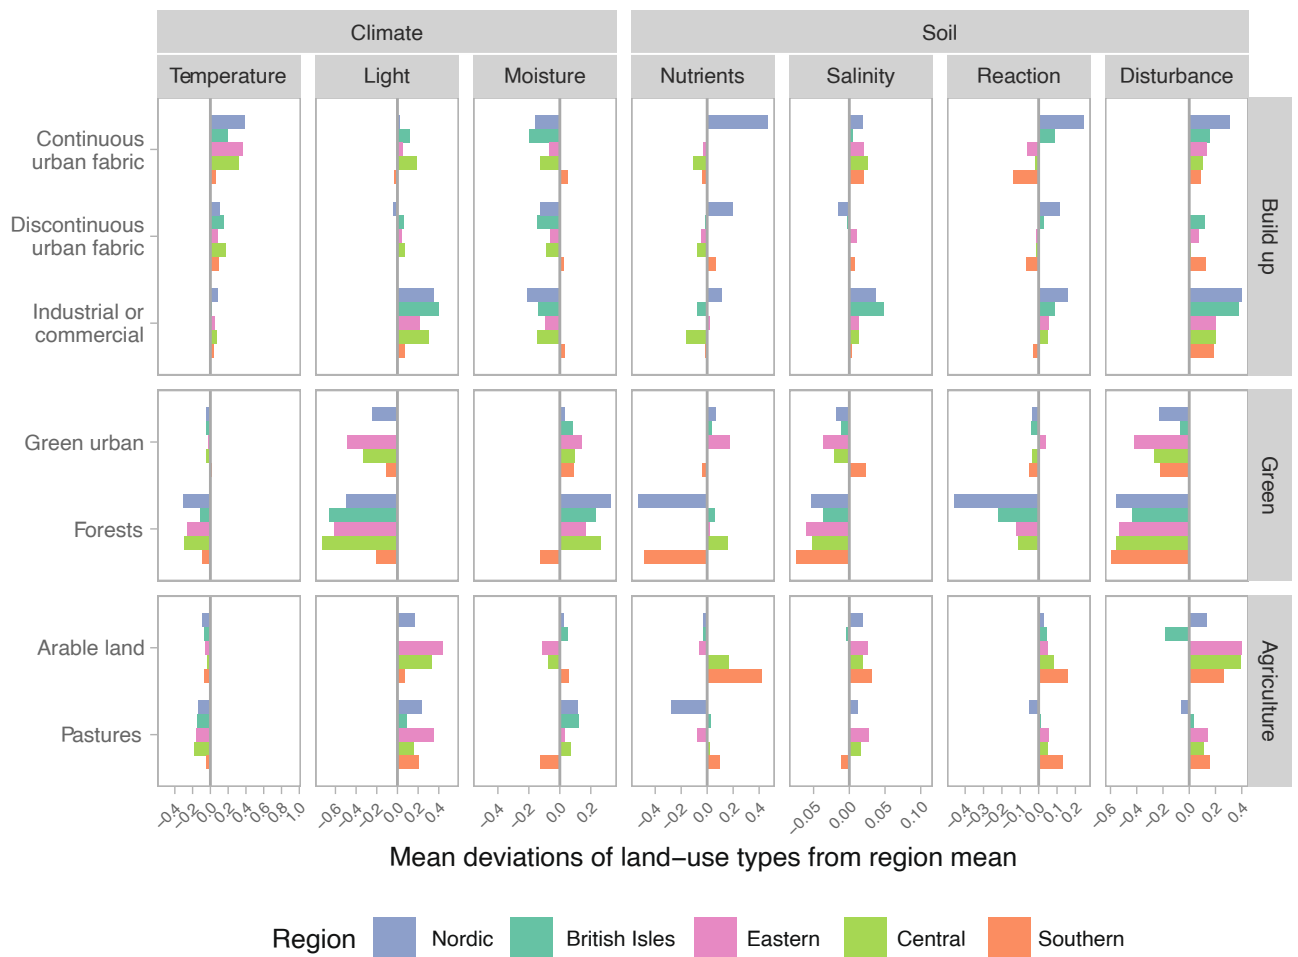 Climate Soil
Temperature Light Moisture Nutrients Salinity Reaction Disturbance
Continuous
urban fabric
Discontinuous
urban fabric
Industrial or
commercial
Build up
Green urban
Forests
Green
Arable land
Pastures
Agriculture
−0.4 −0.2 0.0 0.2 0.4 0.6 0.8 1.0 −0.6 −0.4 −0.2 0.0 0.2 0.4 −0.4 −0.2 0.0 0.2 −0.4 −0.2 0.0 0.2 0.4 −0.05 0.00 0.05 0.10 −0.4 −0.3 −0.2 −0.1 0.0 0.1 0.2 −0.6 −0.4 −0.2 0.0 0.2 0.4
Mean deviations of land−use types from region mean
Region Nordic British Isles Eastern Central Southern